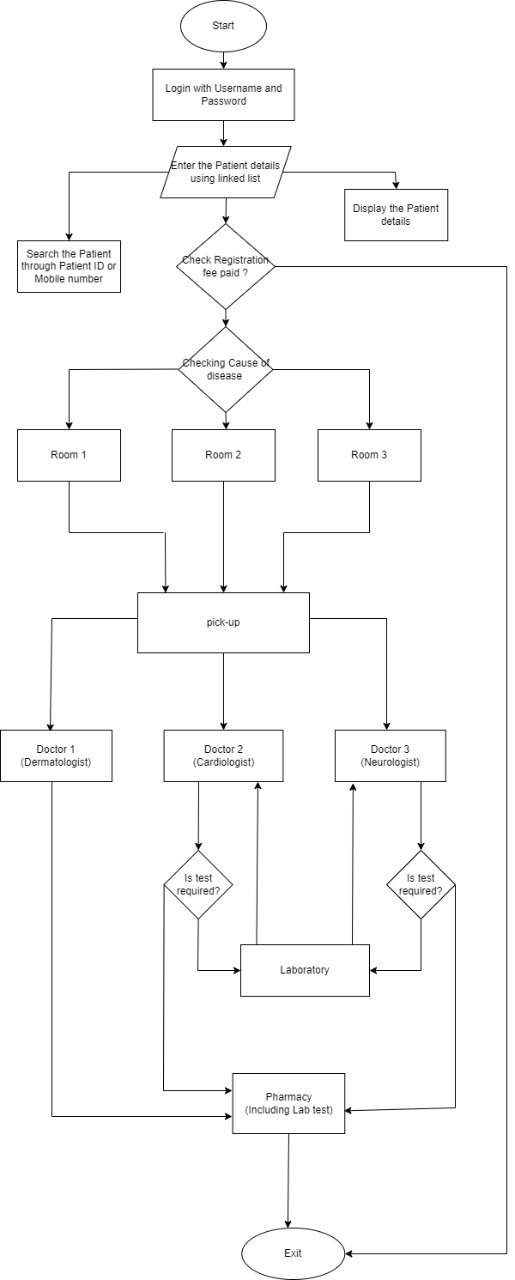 Start
Login with Username and
Password
Enter the Patient details
using linked list
Display the Patient
details
Search the Patient
through Patient ID or
Mobile number
Check Registration
fee paid ?
Checking Cause of
disease
Room 1
Room 2
Room 3
pick-up
Doctor 1
(Dermatologist)
Doctor 2
(Cardiologist)
Doctor 3
(Neurologist)
Is test
required?
Is test
required?
Laboratory
Pharmacy
(Including Lab test)
Exit